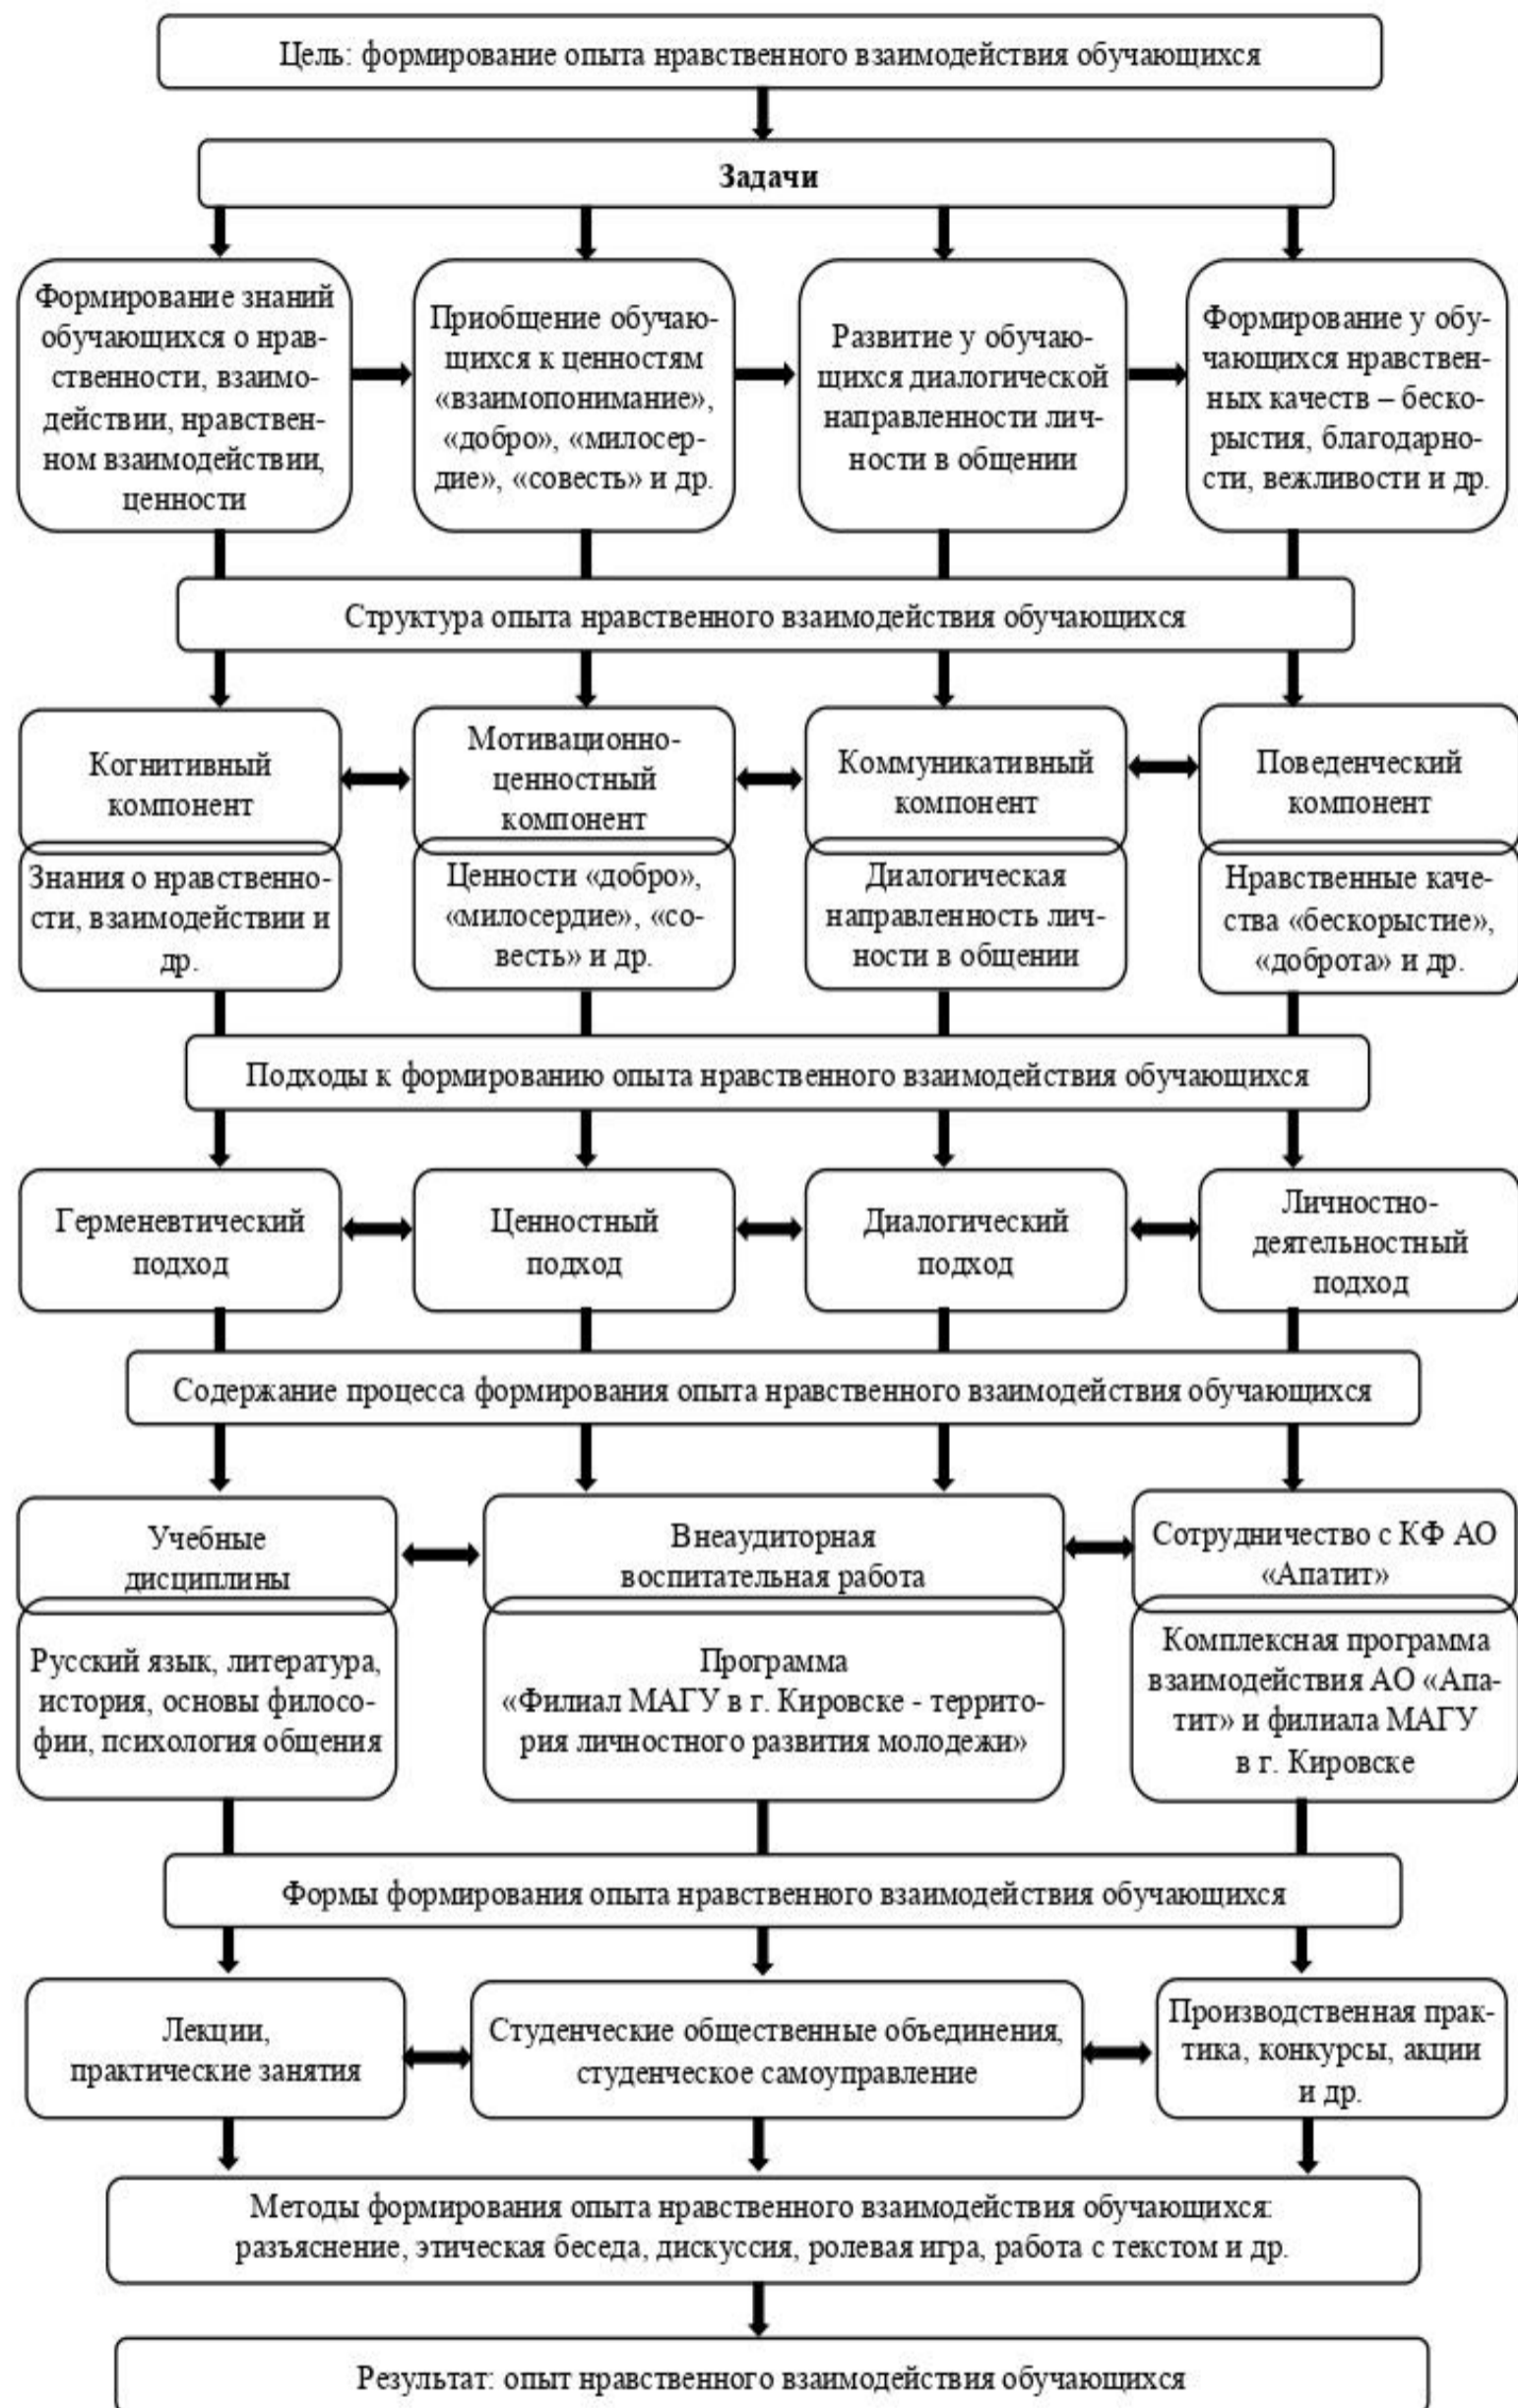 Цель: формирование опыта нравственного взаимодействия обучающихся
Задачи
Формирование знаний
обучающихся о нрав-
ственности, взаимо-
действии, нравствен-
ном взаимодействии,
ценности
Приобщение обучаю-
щихся к ценностям
«взаимопонимание»,
«добро», «милосер-
дие», «совесть» и др.
Развитие у обучаю-
щихся диалогической
направленности лич-
ности в общении
Формирование у обу-
чающихся нравствен-
ных качеств – беско-
рыстия, благодарно-
сти, вежливости и др.
Структура опыта нравственного взаимодействия обучающихся
Когнитивный
компонент
Знания о нравственно-
сти, взаимодействии и
др.
Мотивационно-
ценностный
компонент
Ценности «добро»,
«милосердие», «со-
весть» и др.
Коммуникативный
компонент
Диалогическая
направленность лич-
ности в общении
Поведенческий
компонент
Нравственные каче-
ства «бескорыстие»,
«доброта» и др.
Подходы к формированию опыта нравственного взаимодействия обучающихся
Герменевтический
подход
Ценностный
подход
Диалогический
подход
Личностно-
деятельностный
подход
Содержание процесса формирования опыта нравственного взаимодействия обучающихся
Учебные
дисциплины
Русский язык, литература,
история, основы филосо-
фии, психология общения
Внеаудиторная
воспитательная работа
Программа
«Филиал МАГУ в г. Кировске - террито-
рия личностного развития молодежи»
Сотрудничество с КФ АО
«Апатит»
Комплексная программа
взаимодействия АО «Апа-
тит» и филиала МАГУ
в г. Кировске
Формы формирования опыта нравственного взаимодействия обучающихся
Лекции,
практические занятия
Студенческие общественные объединения,
студенческое самоуправление
Производственная прак-
тика, конкурсы, акции
и др.
Методы формирования опыта нравственного взаимодействия обучающихся:
разъяснение, этическая беседа, дискуссия, ролевая игра, работа с текстом и др.
Результат: опыт нравственного взаимодействия обучающихся